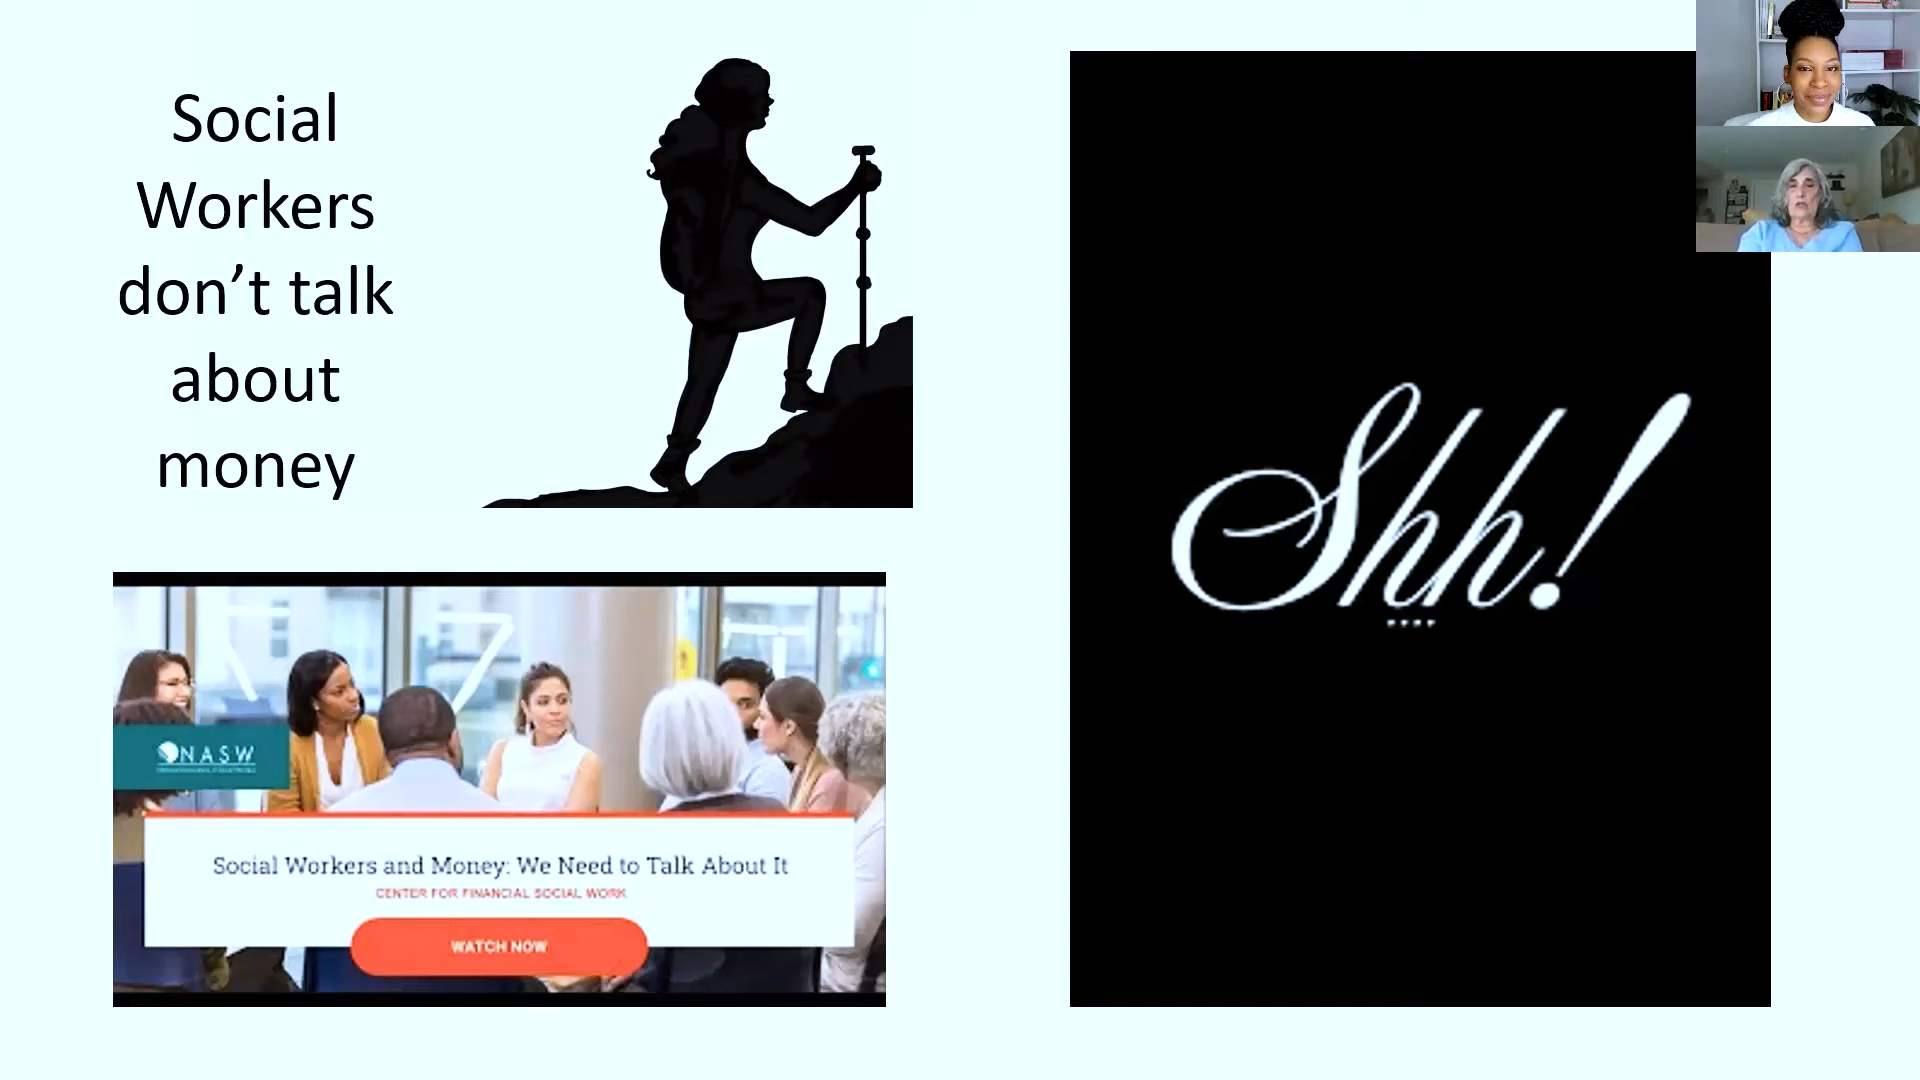 Social
Workers
don’t talk
about
money
Shh!
NASW
Social Workers and Money: We Need to Talk About It
CENTER FOR FINANCIAL SOCIAL WORK
WATCH NOW